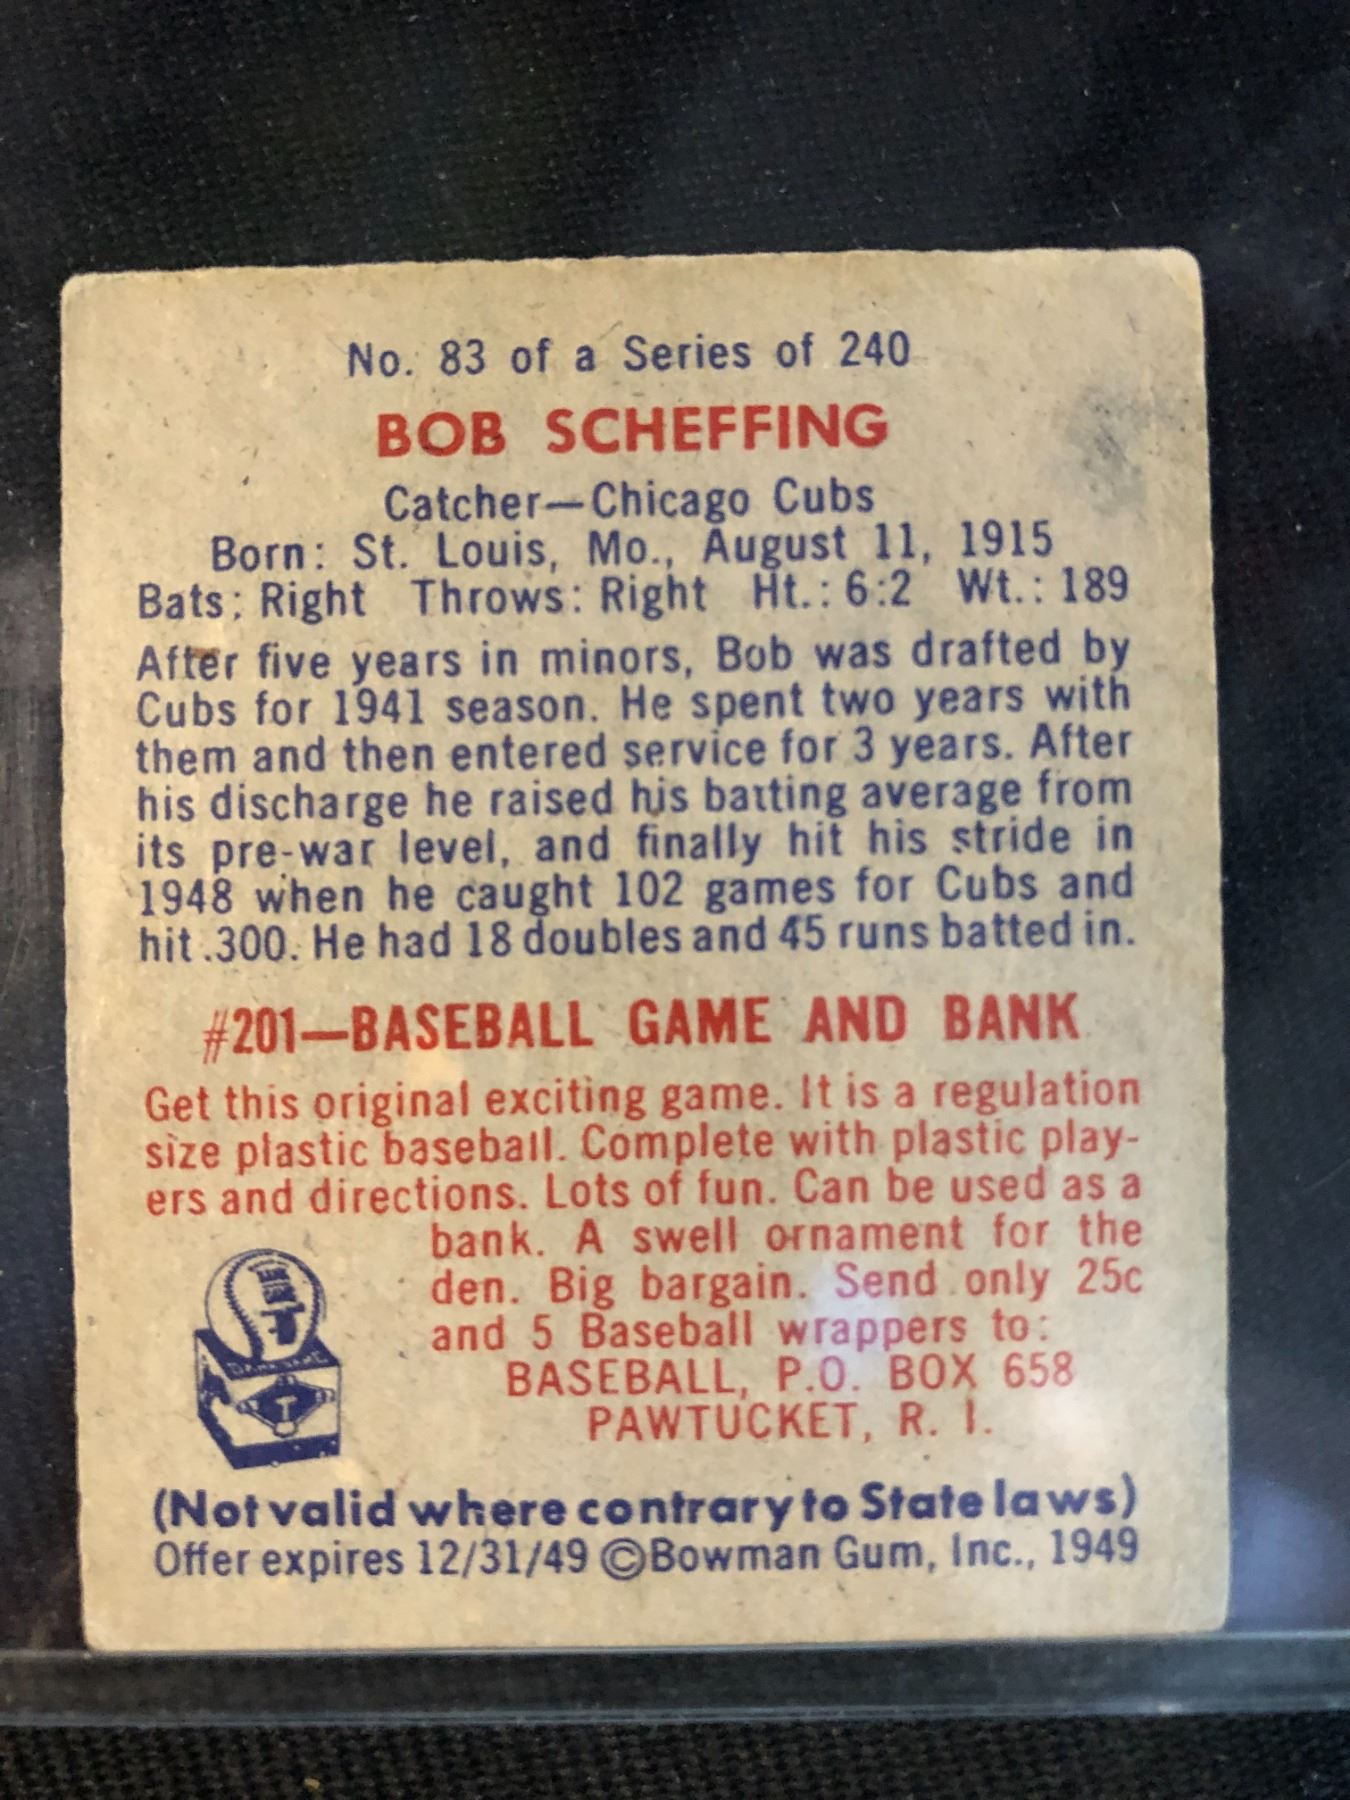 No. 83 of a Series of 240
BOB SCHEFFING
Catcher—Chicago Cubs
Born: St. Louis, Mo., August 11, 1915
Bats: Right Throws: Right Ht.: 6:2 Wt.: 189
After five years in minors, Bob was drafted by
Cubs for 1941 season. He spent two years with
them and then entered service for 3 years. After
his discharge he raised his batting average from
its pre-war level, and finally hit his stride in
1948 when he caught 102 games for Cubs and
hit .300. He had 18 doubles and 45 runs batted in.
#201—BASEBALL GAME AND BANK
Get this original exciting game. It is a regulation
size plastic baseball. Complete with plastic play-
ers and directions. Lots of fun. Can be used as a
bank. A swell ornament for the
den. Big bargain. Send only 25c
and 5 Baseball wrappers to:
BASEBALL, P.O. BOX 658
PAWTUCKET, R. I.
(Not valid where contrary to State laws)
Offer expires 12/31/49 ©Bowman Gum, Inc., 1949